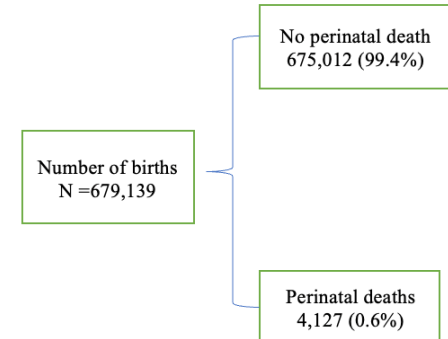 No perinatal death
675,012 (99.4%)
Number of births
N =679,139
Perinatal deaths
4,127 (0.6%)